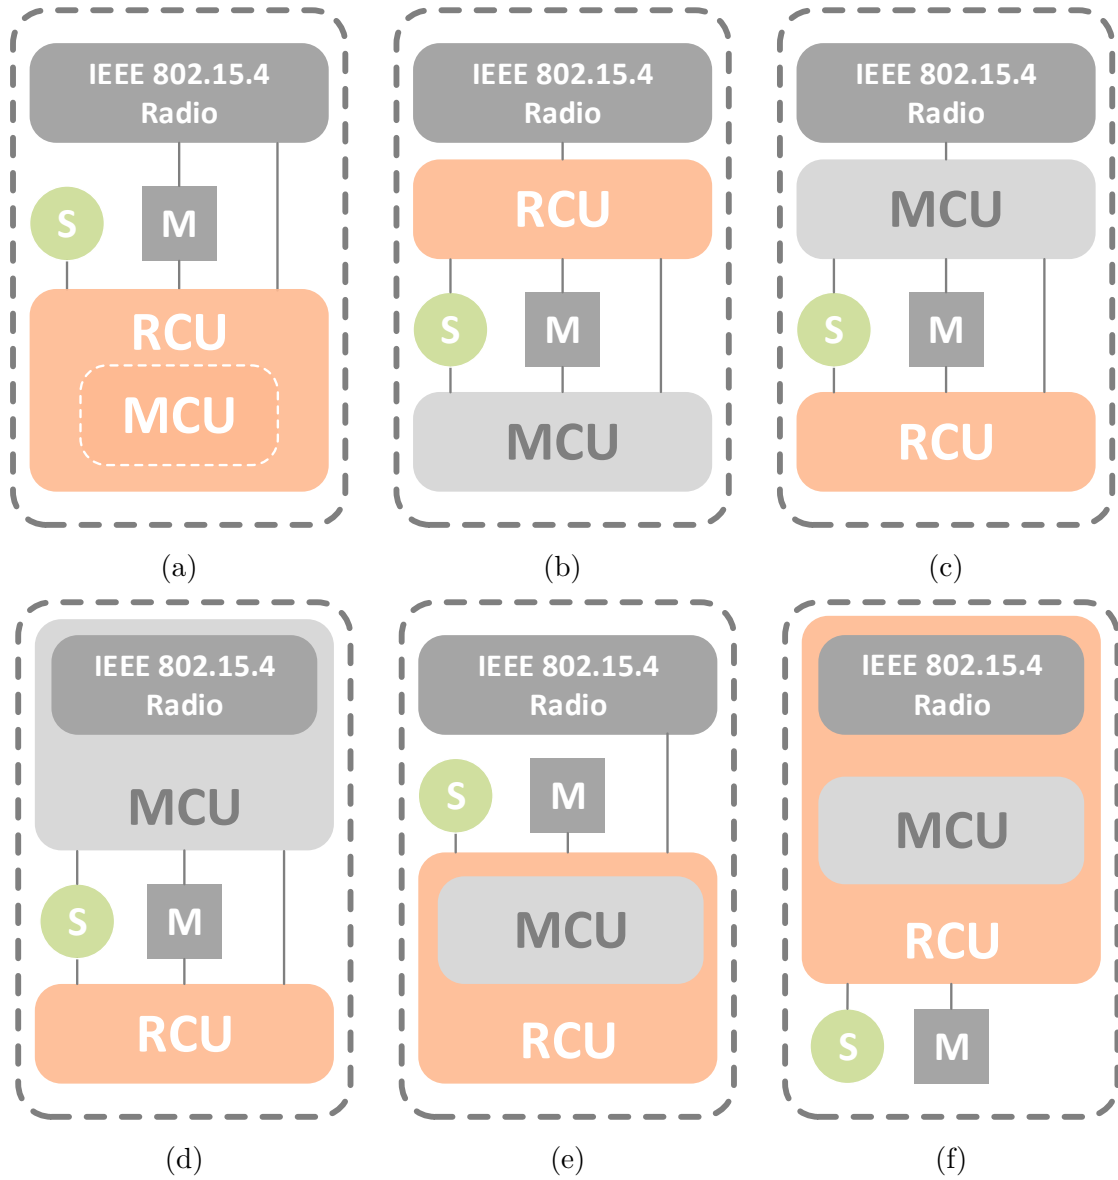 IEEE 802.15.4
Radio
S
M
RCU
MCU
(a)
IEEE 802.15.4
Radio
RCU
S
M
MCU
(b)
IEEE 802.15.4
Radio
MCU
S
M
RCU
(c)
IEEE 802.15.4
Radio
MCU
S
M
RCU
(d)
IEEE 802.15.4
Radio
S
M
MCU
RCU
(e)
IEEE 802.15.4
Radio
MCU
RCU
S
M
(f)